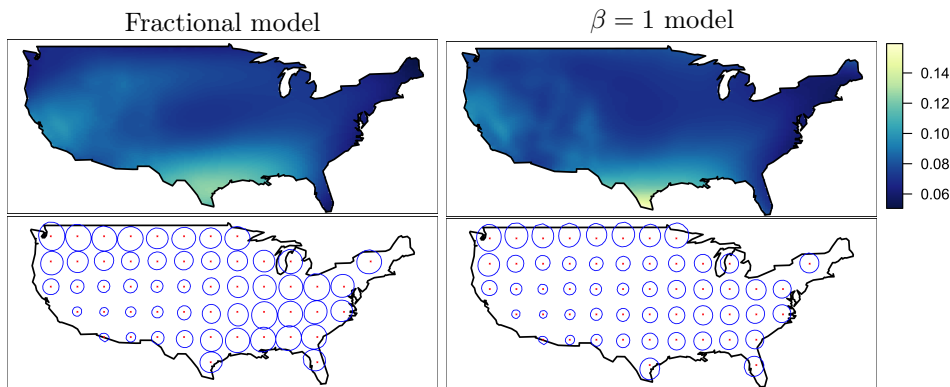 Fractional model
β = 1 model
0.14
0.12
0.10
0.08
0.06